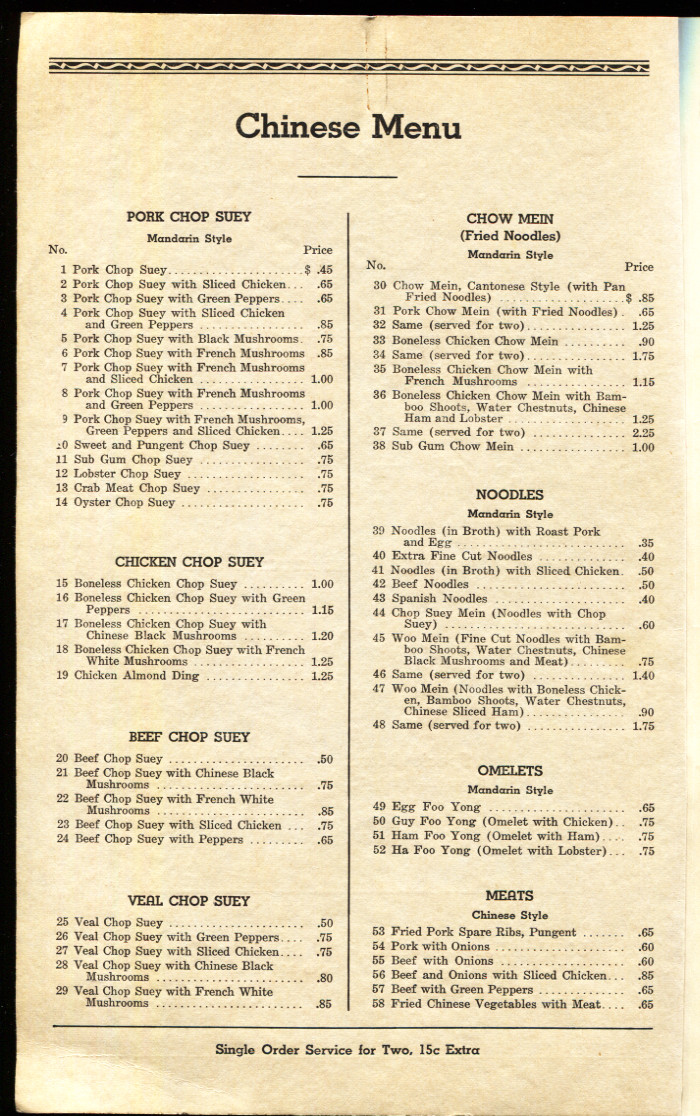 Chinese Menu
PORK CHOP SUEY
Mandarin Style
No. Price
1 Pork Chop Suey.......................$ .45
2 Pork Chop Suey with Sliced Chicken... .65
3 Pork Chop Suey with Green Peppers.... .65
4 Pork Chop Suey with Sliced Chicken
and Green Peppers .................. .85
5 Pork Chop Suey with Black Mushrooms. .75
6 Pork Chop Suey with French Mushrooms .85
7 Pork Chop Suey with French Mushrooms
and Sliced Chicken .................. 1.00
8 Pork Chop Suey with French Mushrooms
and Green Peppers .................. 1.00
9 Pork Chop Suey with French Mushrooms,
Green Peppers and Sliced Chicken.... 1.25
10 Sweet and Pungent Chop Suey ........ .65
11 Sub Gum Chop Suey .................. .75
12 Lobster Chop Suey .................... .75
13 Crab Meat Chop Suey ................ .75
14 Oyster Chop Suey ..................... .75
CHICKEN CHOP SUEY
15 Boneless Chicken Chop Suey .......... 1.00
16 Boneless Chicken Chop Suey with Green
Peppers ........................... 1.15
17 Boneless Chicken Chop Suey with
Chinese Black Mushrooms .......... 1.20
18 Boneless Chicken Chop Suey with French
White Mushrooms .................. 1.25
19 Chicken Almond Ding ................. 1.25
BEEF CHOP SUEY
20 Beef Chop Suey ....................... .50
21 Beef Chop Suey with Chinese Black
Mushrooms ........................ .75
22 Beef Chop Suey with French White
Mushrooms ......................... .85
23 Beef Chop Suey with Sliced Chicken ... .75
24 Beef Chop Suey with Peppers ......... .65
VEAL CHOP SUEY
25 Veal Chop Suey ...................... .50
26 Veal Chop Suey with Green Peppers.... .75
27 Veal Chop Suey with Sliced Chicken.... .75
28 Veal Chop Suey with Chinese Black
Mushrooms ........................ .80
29 Veal Chop Suey with French White
Mushrooms ........................ .85
CHOW MEIN
(Fried Noodles)
Mandarin Style
No. Price
30 Chow Mein, Cantonese Style (with Pan
Fried Noodles) .....................$ .85
31 Pork Chow Mein (with Fried Noodles) . .65
32 Same (served for two)................ 1.25
33 Boneless Chicken Chow Mein .......... .90
34 Same (served for two)................ 1.75
35 Boneless Chicken Chow Mein with
French Mushrooms ................ 1.15
36 Boneless Chicken Chow Mein with Bam-
boo Shoots, Water Chestnuts, Chinese
Ham and Lobster .................... 1.25
37 Same (served for two) ............... 2.25
38 Sub Gum Chow Mein ................. 1.00
NOODLES
Mandarin Style
39 Noodles (in Broth) with Roast Pork
and Egg ............................ .35
40 Extra Fine Cut Noodles .............. .40
41 Noodles (in Broth) with Sliced Chicken. .50
42 Beef Noodles ......................... .50
43 Spanish Noodles ...................... .40
44 Chop Suey Mein (Noodles with Chop
Suey) .............................. .60
45 Woo Mein (Fine Cut Noodles with Bam-
boo Shoots, Water Chestnuts, Chinese
Black Mushrooms and Meat)......... .75
46 Same (served for two) ............... 1.40
47 Woo Mein (Noodles with Boneless Chick-
en, Bamboo Shoots, Water Chestnuts,
Chinese Sliced Ham)................. .90
48 Same (served for two) ................ 1.75
OMELETS
Mandarin Style
49 Egg Foo Yong ....................... .65
50 Guy Foo Yong (Omelet with Chicken).. .75
51 Ham Foo Yong (Omelet with Ham).... .75
52 Ha Foo Yong (Omelet with Lobster)... .75
MEATS
Chinese Style
53 Fried Pork Spare Ribs, Pungent ....... .65
54 Pork with Onions ..................... .60
55 Beef with Onions ..................... .60
56 Beef and Onions with Sliced Chicken... .85
57 Beef with Green Peppers .............. .65
58 Fried Chinese Vegetables with Meat.... .65
Single Order Service for Two, 15c Extra